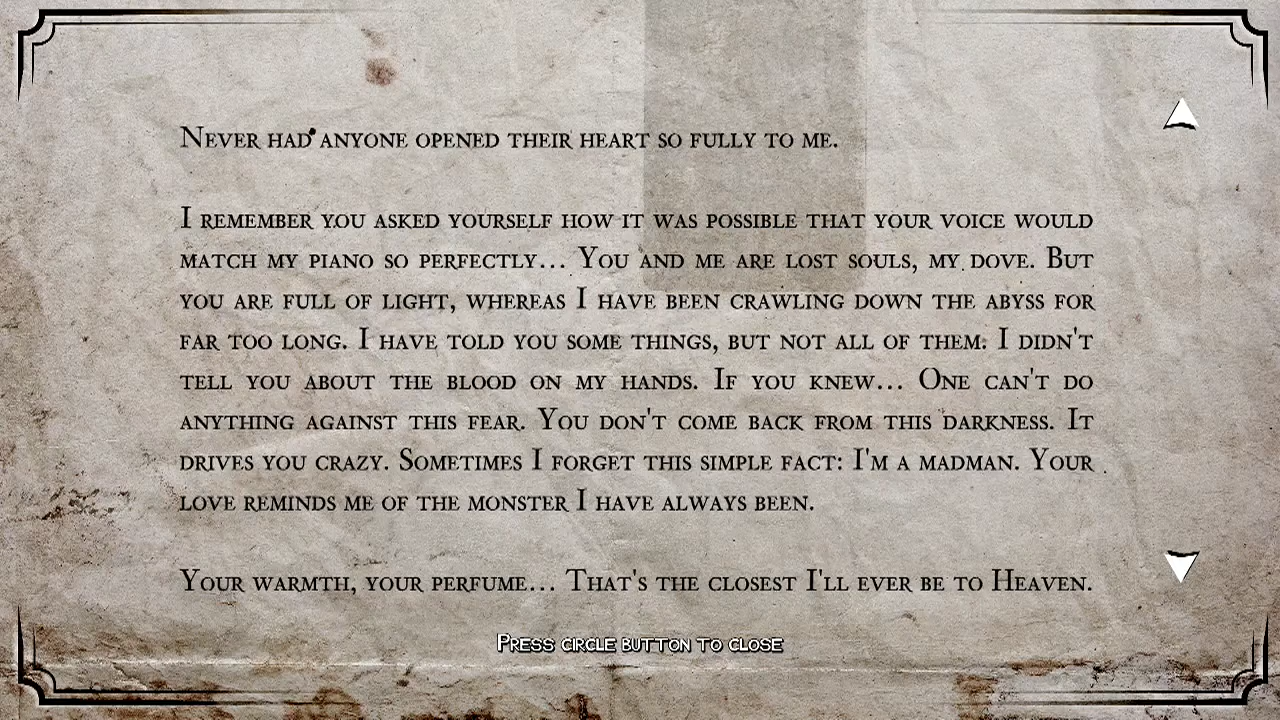 Never had anyone opened their heart so fully to me.
I remember you asked yourself how it was possible that your voice would
match my piano so perfectly... You and me are lost souls, my dove. But
you are full of light, whereas I have been crawling down the abyss for
far too long. I have told you some things, but not all of them. I didn't
tell you about the blood on my hands. If you knew... One can't do
anything against this fear. You don't come back from this darkness. It
drives you crazy. Sometimes I forget this simple fact: I'm a madman. Your
love reminds me of the monster I have always been.
Your warmth, your perfume... That's the closest I'll ever be to Heaven.
Press circle button to close